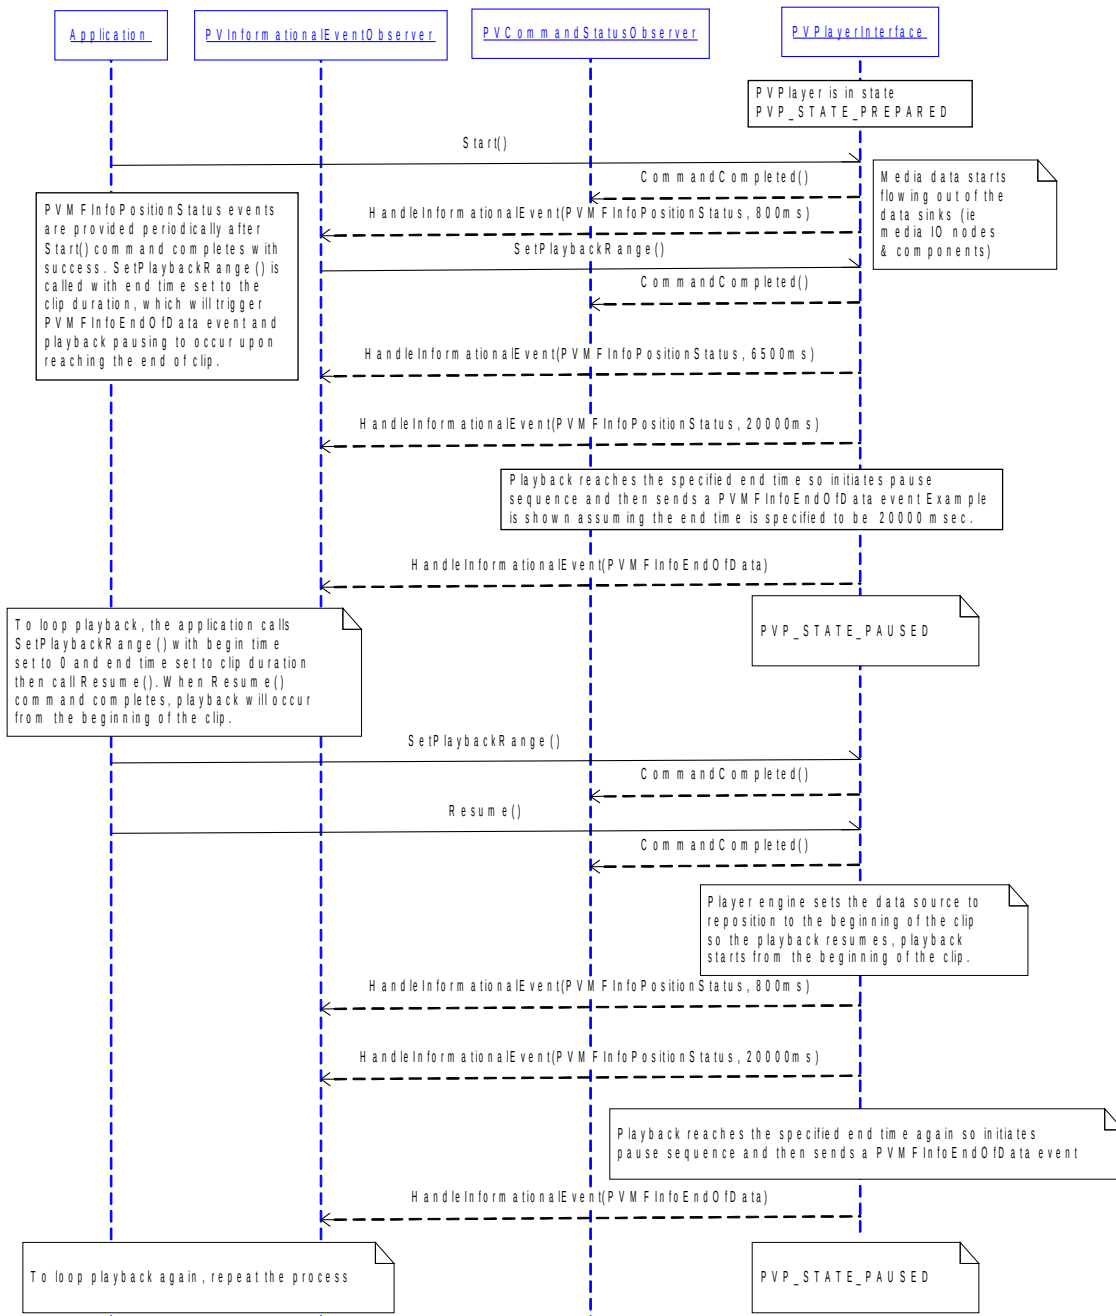 Application
PVInformationalEventObserver
PVCommandStatusObserver
PVPlayerInterface
PVPlayer is in state
PVP_STATE_PREPARED
Start()
CommandCompleted()
Media data starts
flowing out of the
data sinks (ie
media IO nodes
& components)
PVMFInfoPositionStatus events
are provided periodically after
Start() command completes with
success. SetPlaybackRange() is
called with end time set to the
clip duration, which will trigger
PVMFInfoEndOfData event and
playback pausing to occur upon
reaching the end of clip.
HandleInformationalEvent(PVMFInfoPositionStatus, 800ms)
SetPlaybackRange()
CommandCompleted()
HandleInformationalEvent(PVMFInfoPositionStatus, 6500ms)
HandleInformationalEvent(PVMFInfoPositionStatus, 20000ms)
Playback reaches the specified end time so initiates pause
sequence and then sends a PVMFInfoEndOfData event Example
is shown assuming the end time is specified to be 20000 msec.
HandleInformationalEvent(PVMFInfoEndOfData)
To loop playback, the application calls
SetPlaybackRange() with begin time
set to 0 and end time set to clip duration
then call Resume(). When Resume()
command completes, playback will occur
from the beginning of the clip.
PVP_STATE_PAUSED
SetPlaybackRange()
CommandCompleted()
Resume()
CommandCompleted()
Player engine sets the data source to
reposition to the beginning of the clip
so the playback resumes, playback
starts from the beginning of the clip.
HandleInformationalEvent(PVMFInfoPositionStatus, 800ms)
HandleInformationalEvent(PVMFInfoPositionStatus, 20000ms)
Playback reaches the specified end time again so initiates
pause sequence and then sends a PVMFInfoEndOfData event
HandleInformationalEvent(PVMFInfoEndOfData)
To loop playback again, repeat the process
PVP_STATE_PAUSED